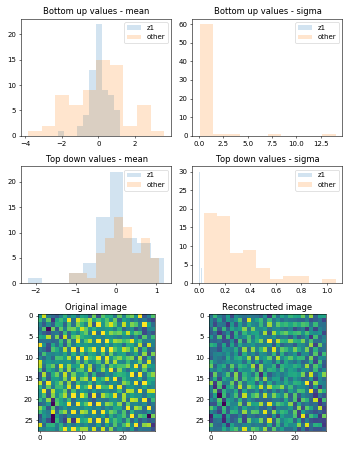 Bottom up values - mean
z1
other
20
15
10
5
0
−4 −2 0 2
Bottom up values - sigma
z1
other
60
50
40
30
20
10
0
0.0 2.5 5.0 7.5 10.0 12.5
Top down values - mean
z1
other
20
15
10
5
0
−2 −1 0 1
Top down values - sigma
z1
other
30
25
20
15
10
5
0
0.0 0.2 0.4 0.6 0.8 1.0
Original image
0
5
10
15
20
25
0 10 20
Reconstructed image
0
5
10
15
20
25
0 10 20